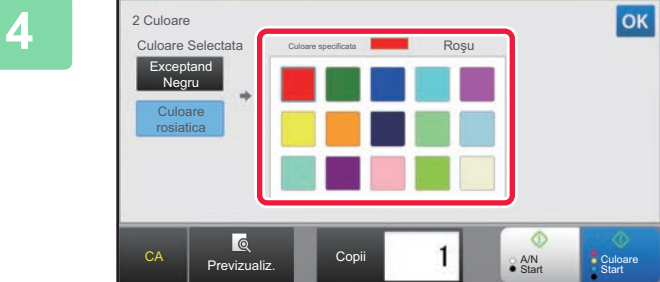 4
2 Culoare
OK
Culoare Selectata
Culoare specificata
Roşu
Exceptand
Negru
Culoare
rosiatica
CA
Previzualiz.
Copii
1
A/N
Start
Culoare
Start